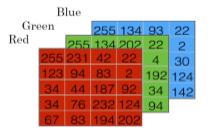 Blue
Green
Red
255 134 93 22
255 134 202 22 2
255 231 42 22 4 30
123 94 83 2 192 124
34 44 187 92 34 142
34 76 232 124 94
67 83 194 202